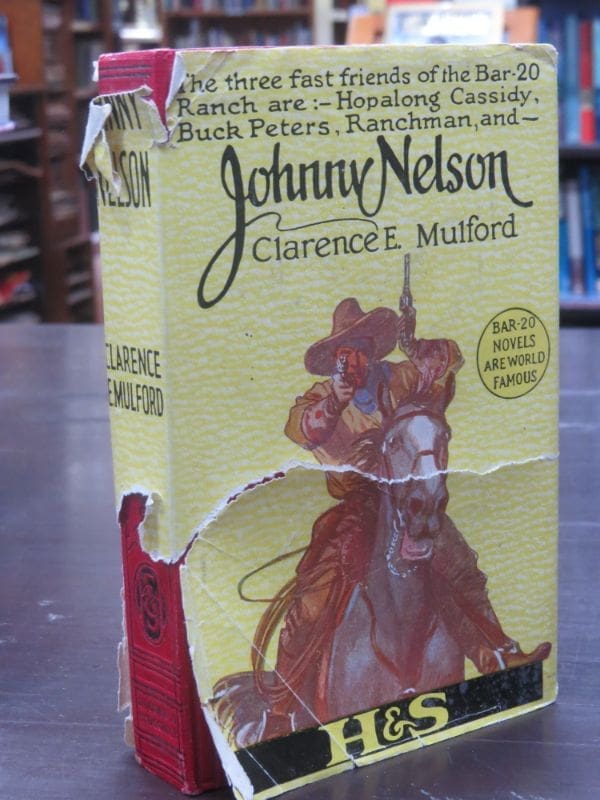 The three fast friends of the Bar-20
Ranch are :- Hopalong Cassidy,
Buck Peters, Ranchman, and —
Johnny Nelson
Clarence E. Mulford
BAR-20
NOVELS
ARE WORLD
FAMOUS
H&S
NNY
NELSON
CLARENCE
E. MULFORD